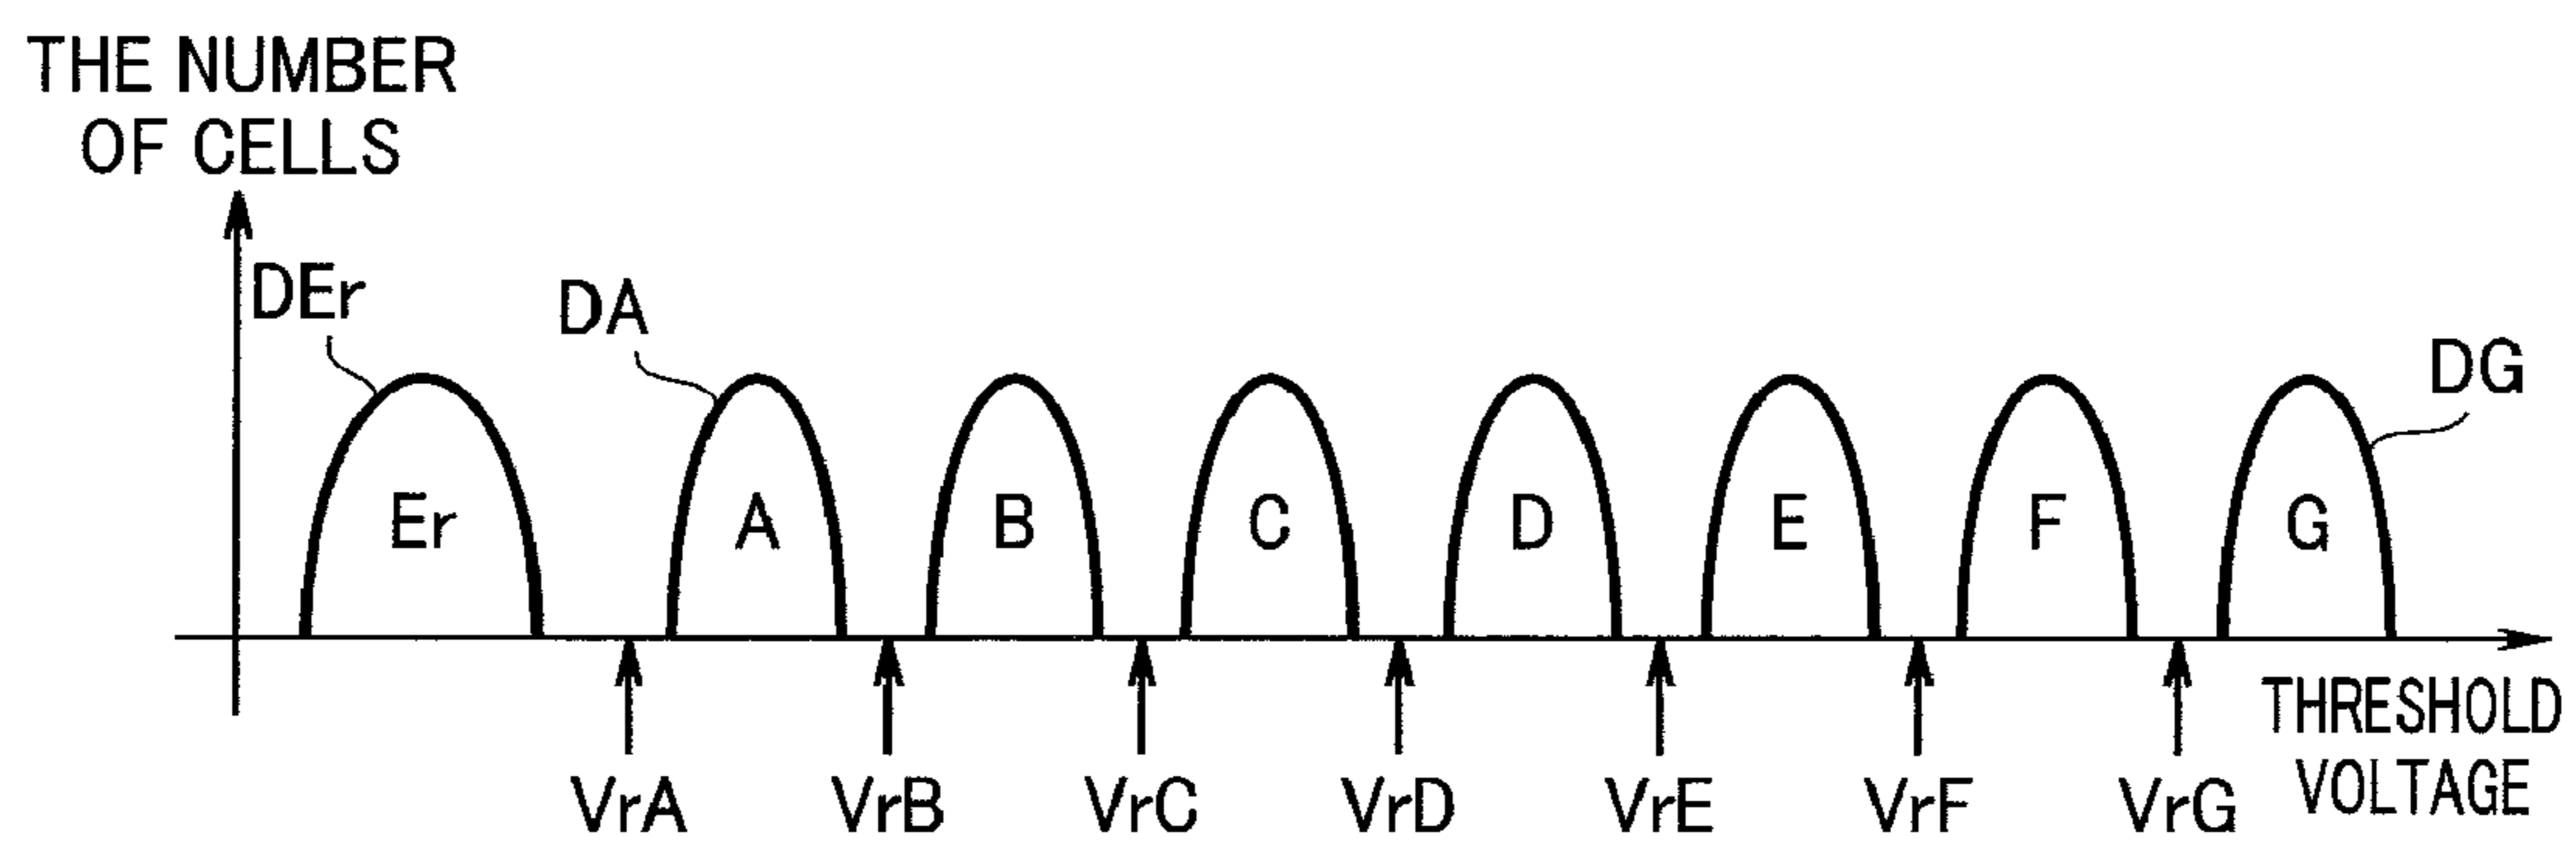 THE NUMBER
OF CELLS
DEr
DA
DG
Er
A
B
C
D
E
F
G
VrA
VrB
VrC
VrD
VrE
VrF
VrG
THRESHOLD
VOLTAGE